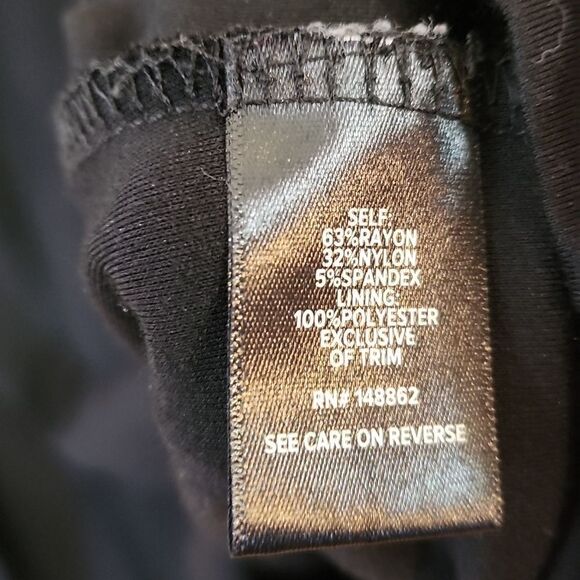 SELF:
63%RAYON
32%NYLON
5%SPANDEX
LINING:
100%POLYESTER
EXCLUSIVE
OF TRIM
RN# 148862
SEE CARE ON REVERSE